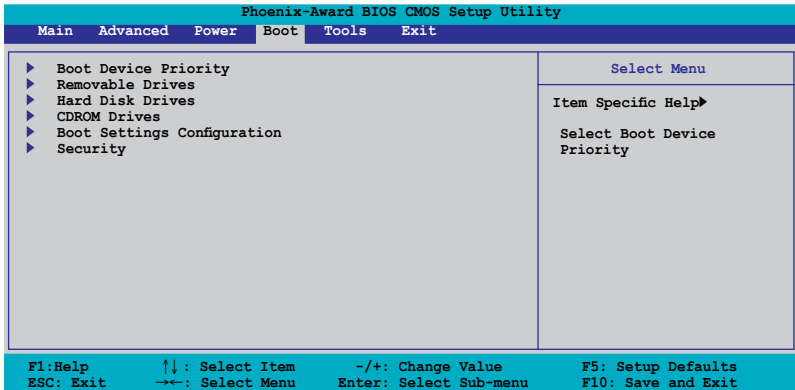 Phoenix-Award BIOS CMOS Setup Utility
Main Advanced Power Boot Tools Exit
Boot Device Priority
Removable Drives
Hard Disk Drives
CDROM Drives
Boot Settings Configuration
Security
Select Menu
Item Specific Help
Select Boot Device
Priority
F1:Help ↑↓: Select Item -/+: Change Value F5: Setup Defaults
ESC: Exit →←: Select Menu Enter: Select Sub-menu F10: Save and Exit